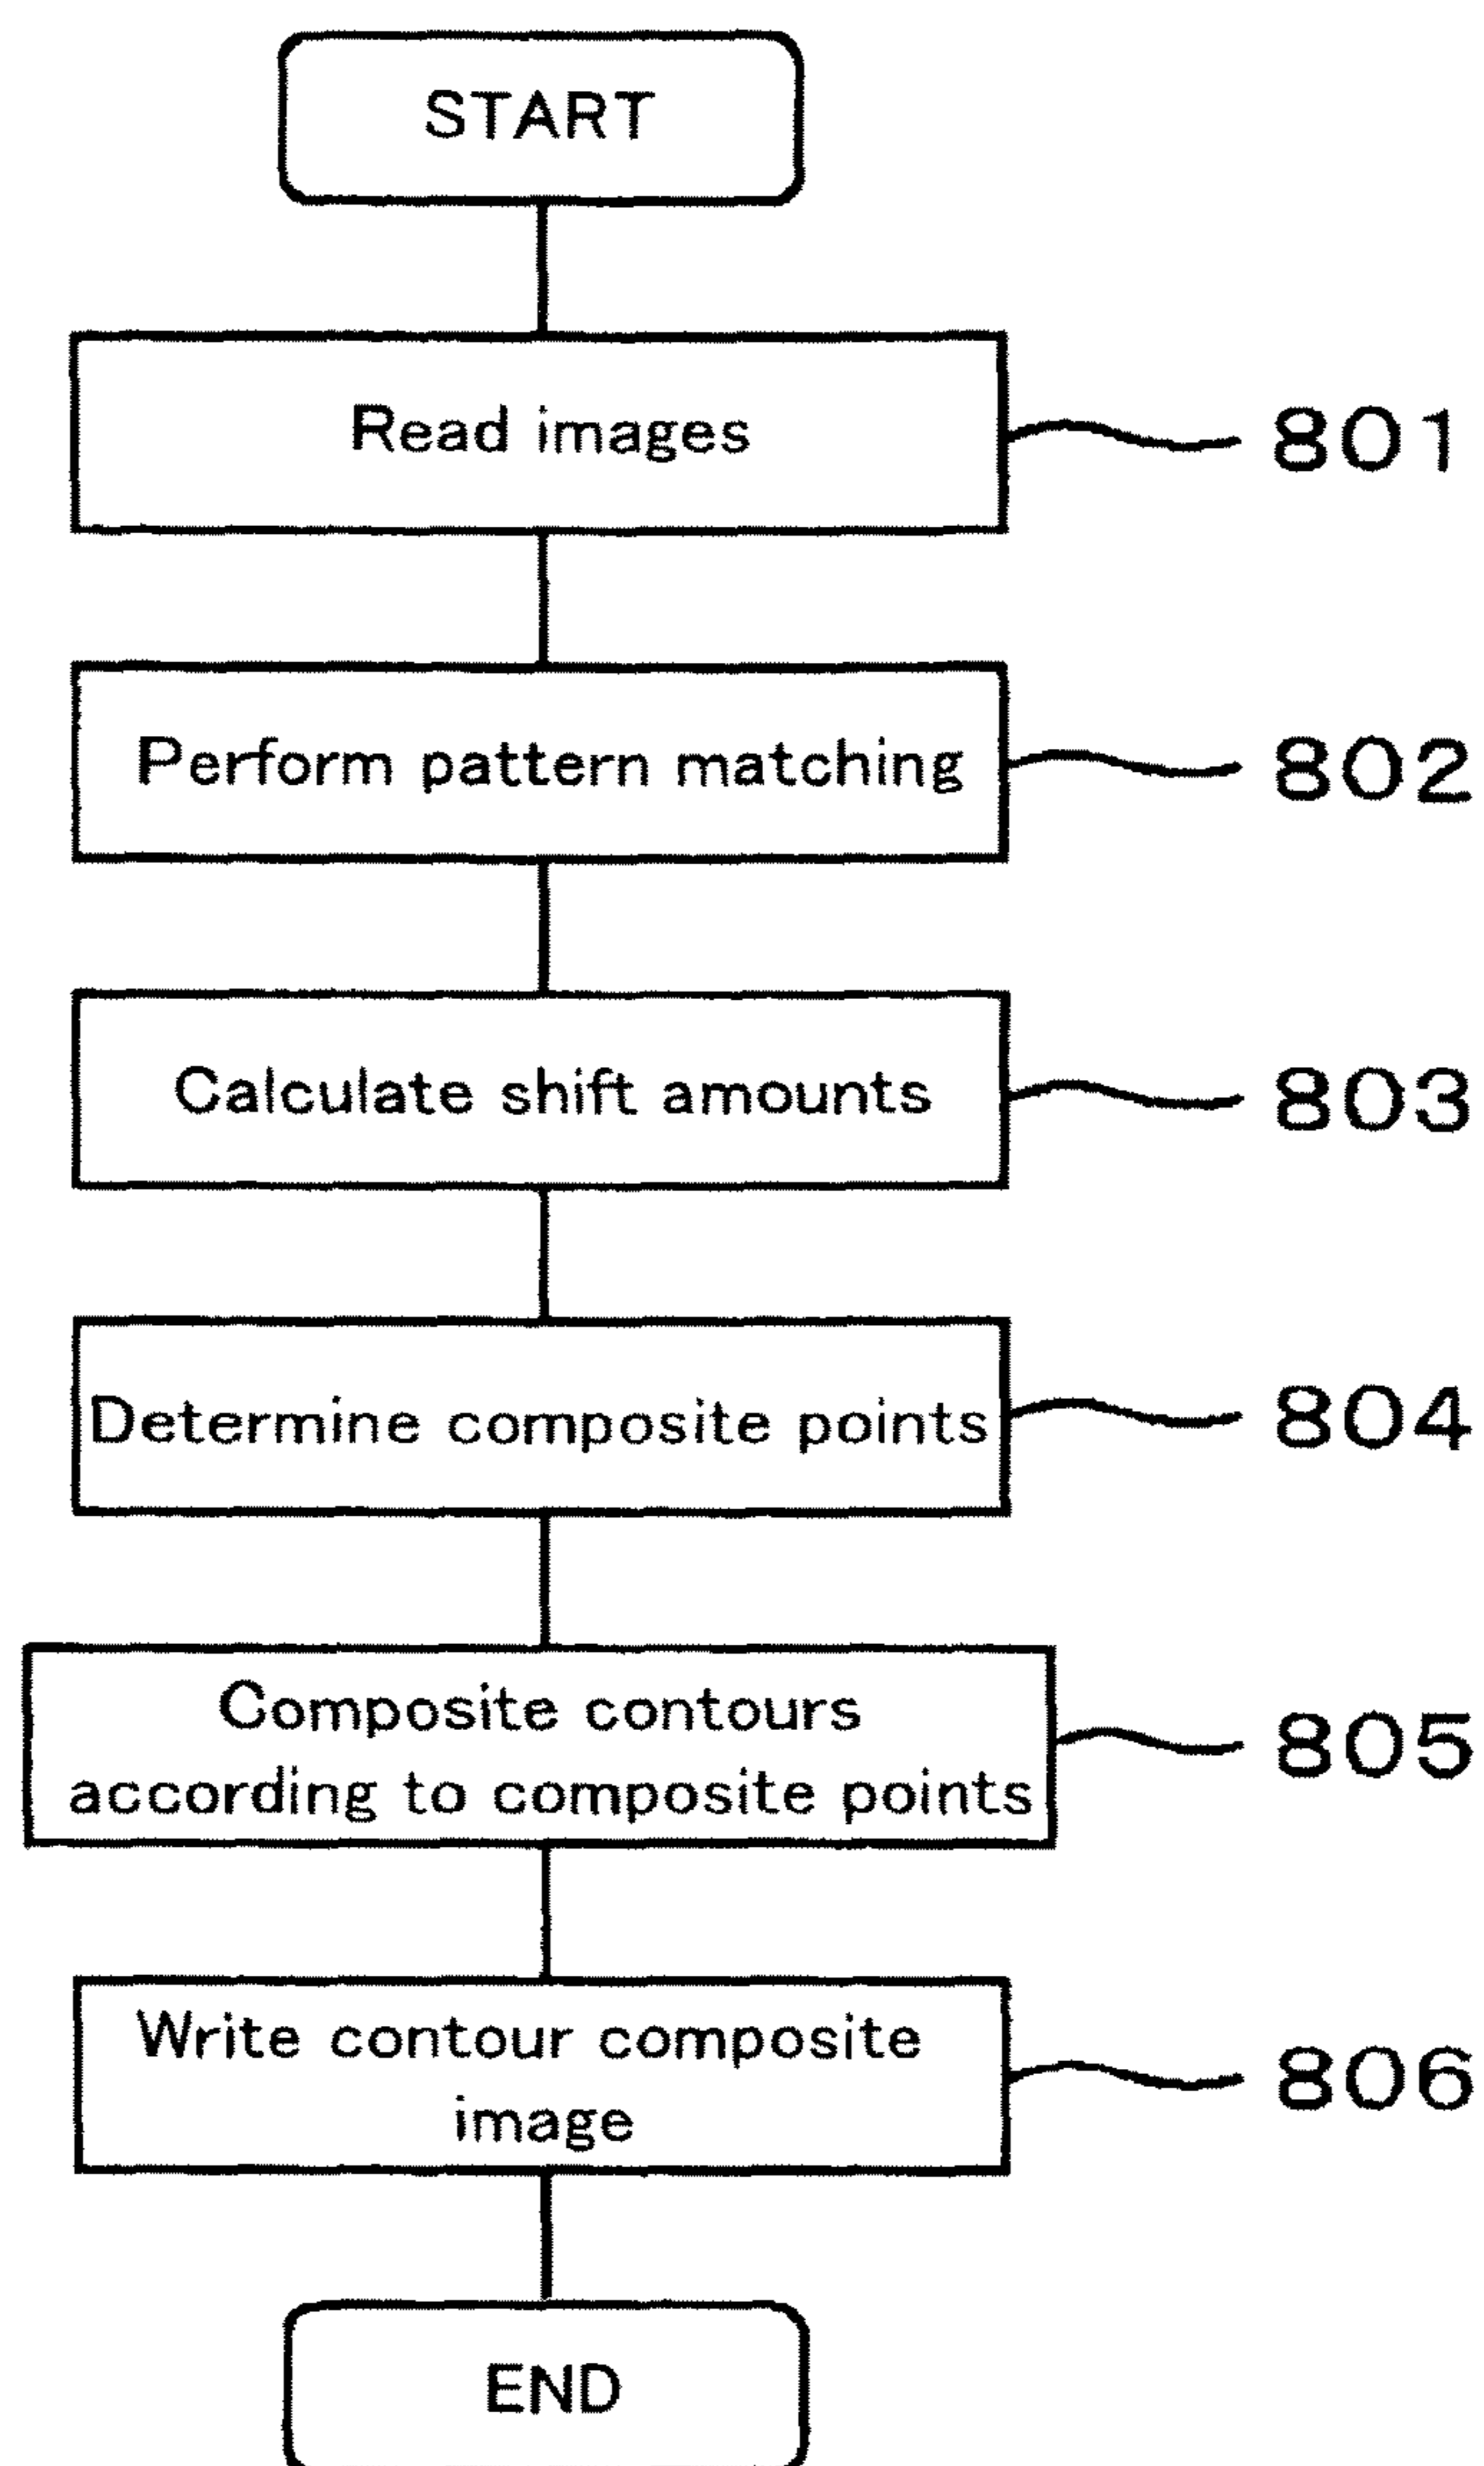 START
Read images
801
Perform pattern matching
802
Calculate shift amounts
803
Determine composite points
804
Composite contours
according to composite points
805
Write contour composite
image
806
END